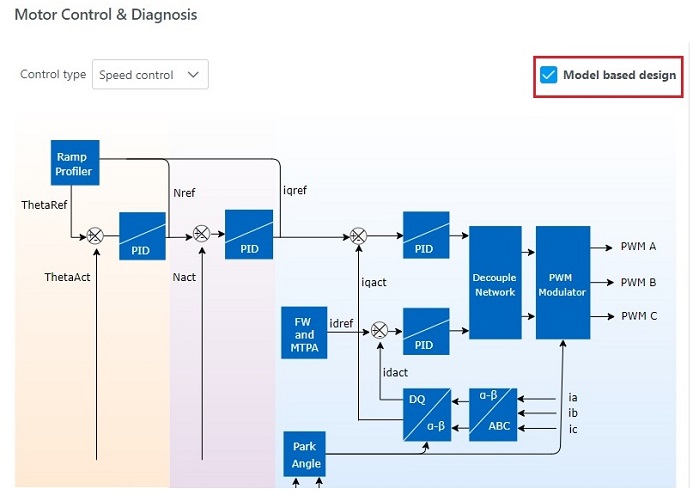 Motor Control & Diagnosis
Control type
Speed control
Model based design
Ramp
Profiler
ThetaRef
Nref
iqref
PID
PID
PID
ThetaAct
Nact
iqact
Decouple
Network
PWM
Modulator
PWM A
PWM B
PWM C
FW
and
MTPA
idref
PID
idact
DQ
α-β
α-β
ABC
ia
ib
ic
Park
Angle